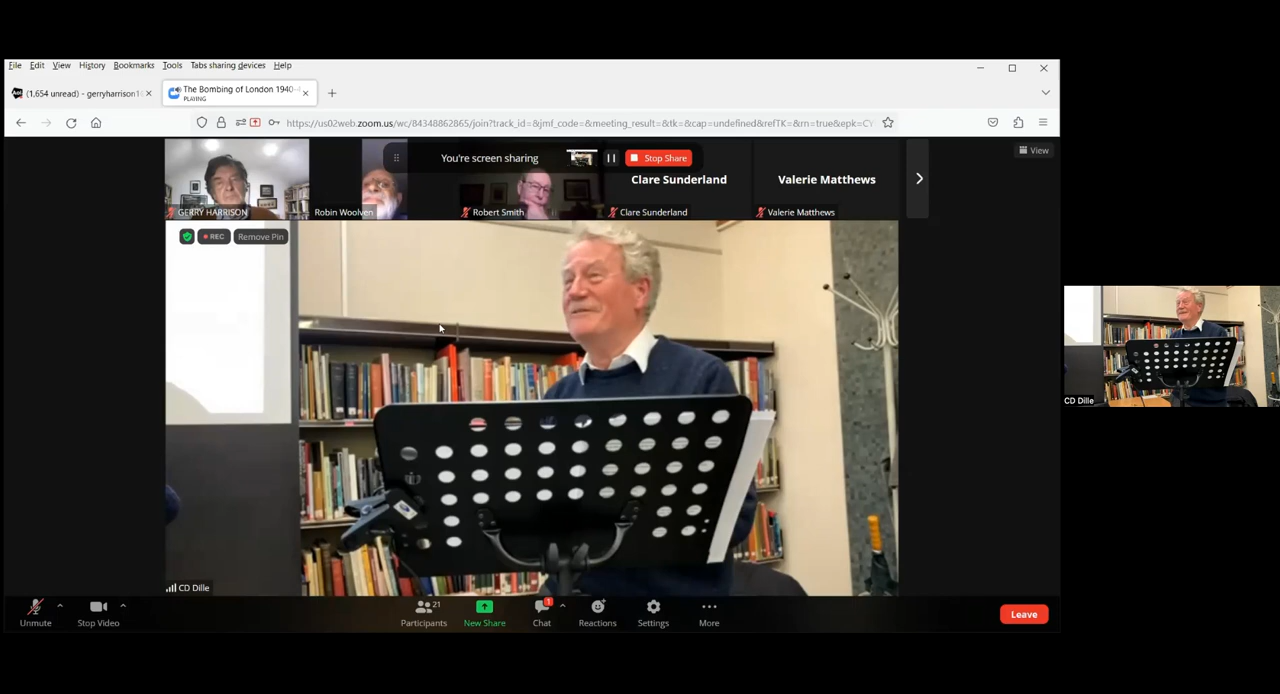 File Edit View History Bookmarks Tools Tabs sharing devices Help
(1,654 unread) - gerryharrison1
The Bombing of London 1940-
PLAYING
https://us02web.zoom.us/wc/84348862865/join?track_id=&jmf_code=&meeting_result=&tk=&cap=undefined&refTK=&rn=true&epk=CY
You're screen sharing
Stop Share
View
Clare Sunderland
Valerie Matthews
GERRY HARRISON
Robin Woolven
Robert Smith
Clare Sunderland
Valerie Matthews
REC
Remove Pin
CD Dille
CD Dille
21
1
Unmute
Stop Video
Participants
New Share
Chat
Reactions
Settings
More
Leave